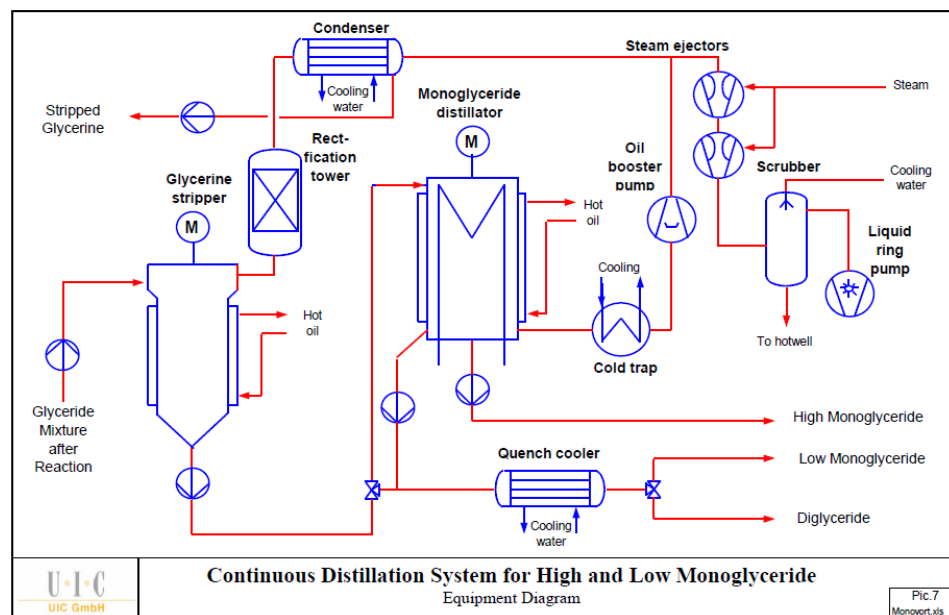 Condenser
Steam ejectors
Cooling
water
Monoglyceride
distillator
Steam
Stripped
Glycerine
M
Rect-
fication
tower
Oil
booster
pump
Scrubber
Cooling
water
Glycerine
stripper
M
Hot
oil
Liquid
ring
pump
Cooling
Hot
oil
To hotwell
Cold trap
Glyceride
Mixture
after
Reaction
High Monoglyceride
Quench cooler
Low Monoglyceride
Cooling
water
Diglyceride
U·I·C
UIC GmbH
Continuous Distillation System for High and Low Monoglyceride
Equipment Diagram
Pic.7
Monovort.xls